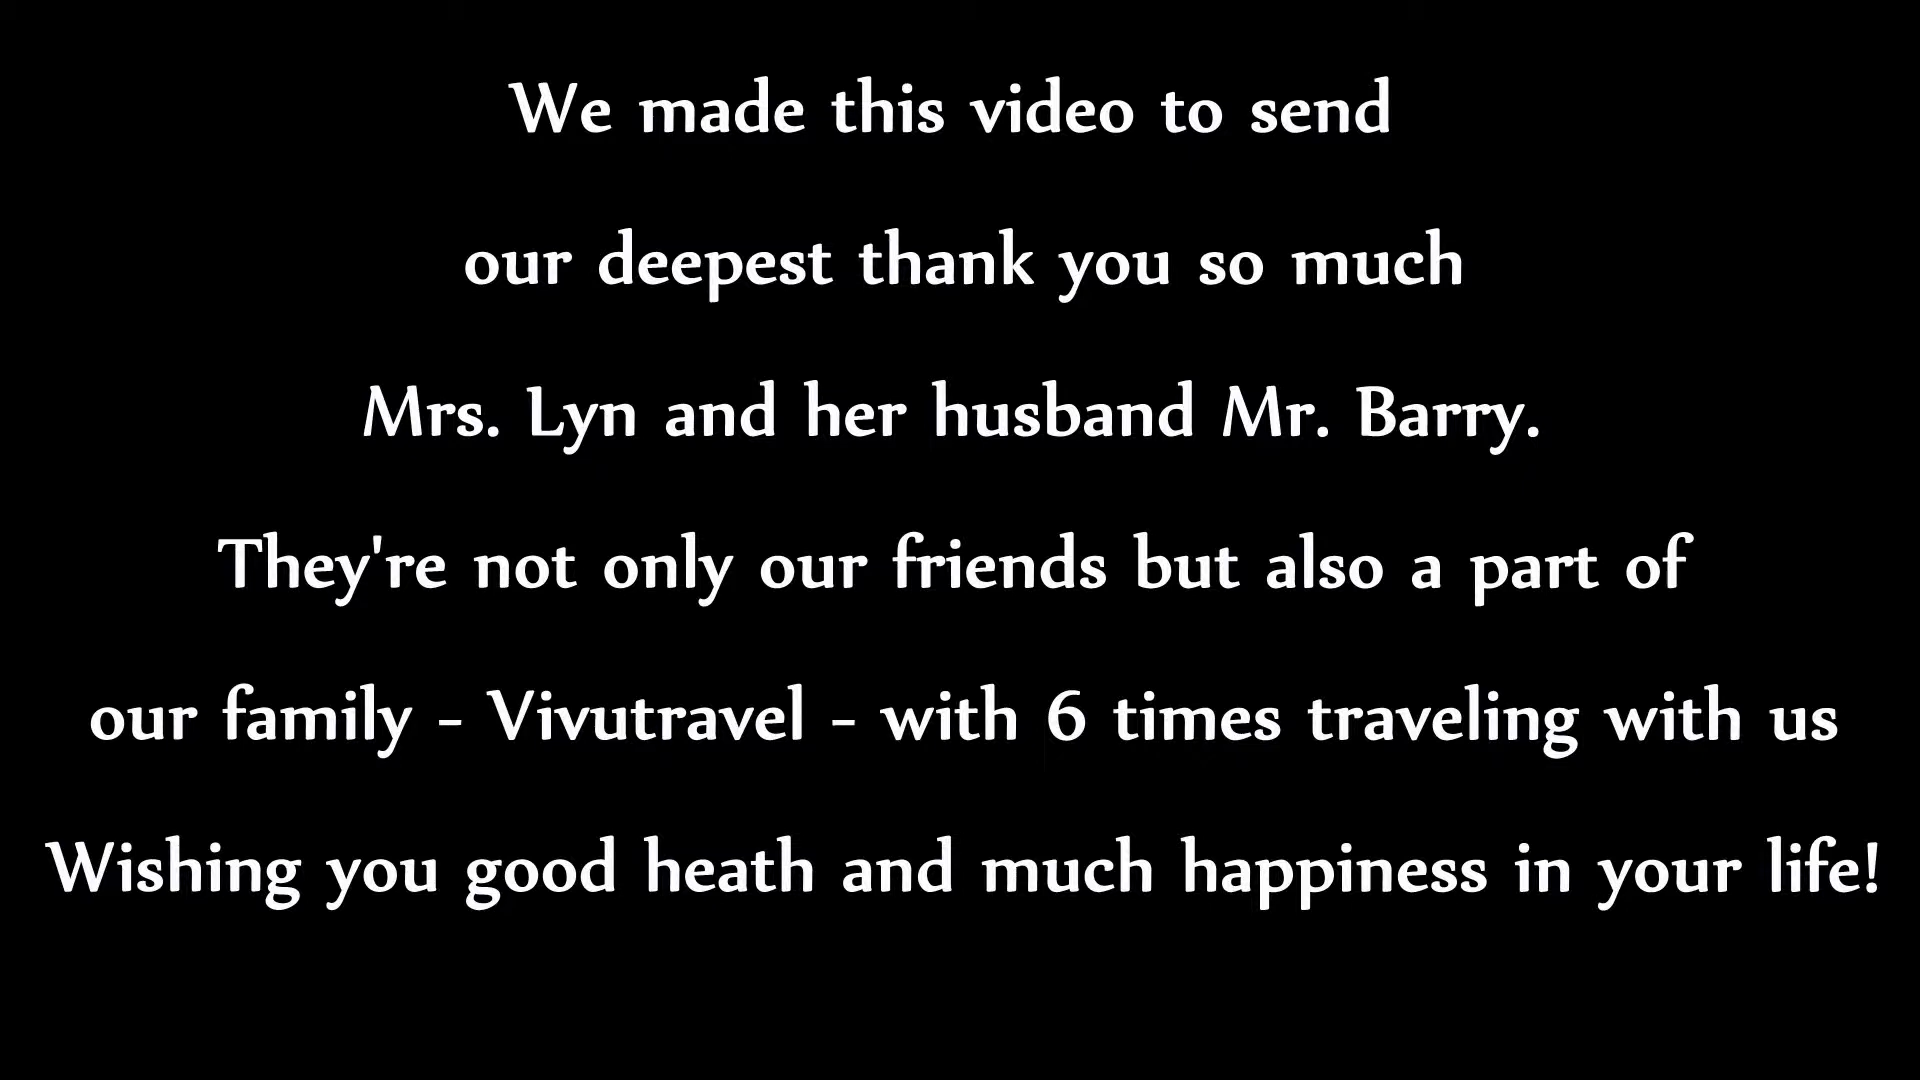 We made this video to send
our deepest thank you so much
Mrs. Lyn and her husband Mr. Barry.
They're not only our friends but also a part of
our family - Vivutravel - with 6 times traveling with us
Wishing you good heath and much happiness in your life!